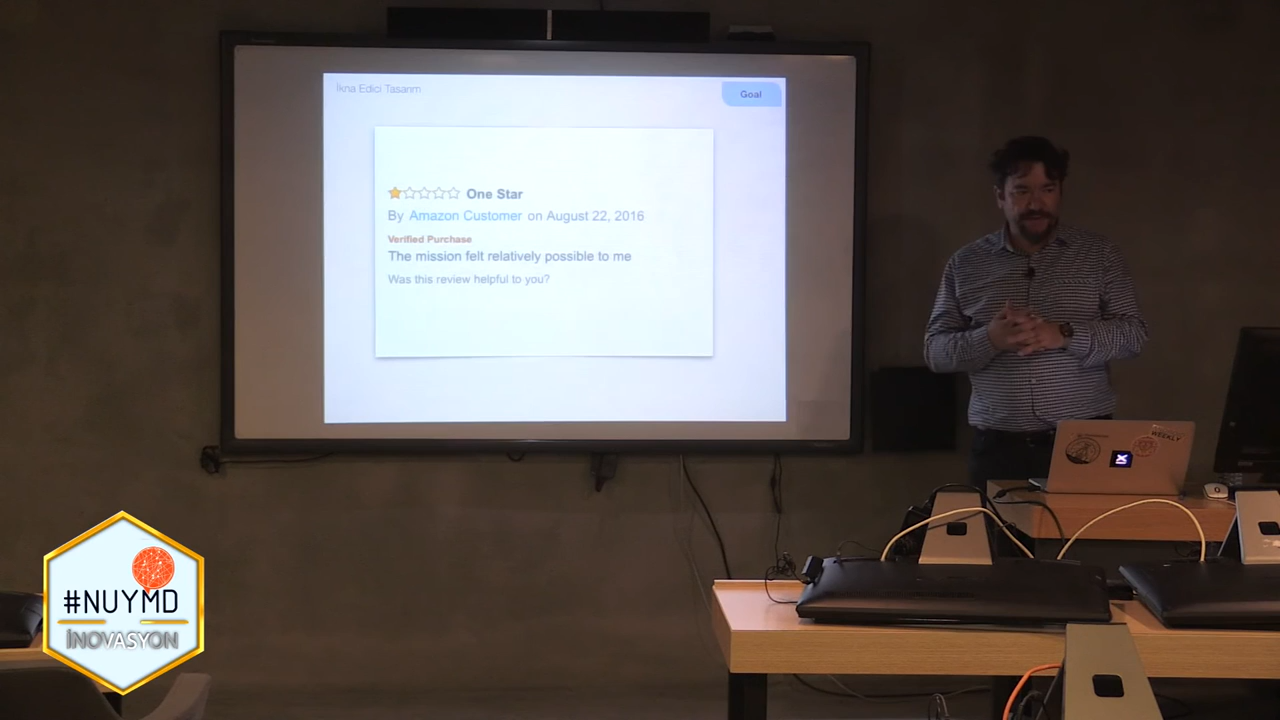 İkna Edici Tasarım
Goal
One Star
By Amazon Customer on August 22, 2016
Verified Purchase
The mission felt relatively possible to me
Was this review helpful to you?
WEEKLY
#NUYMD
İNOVASYON